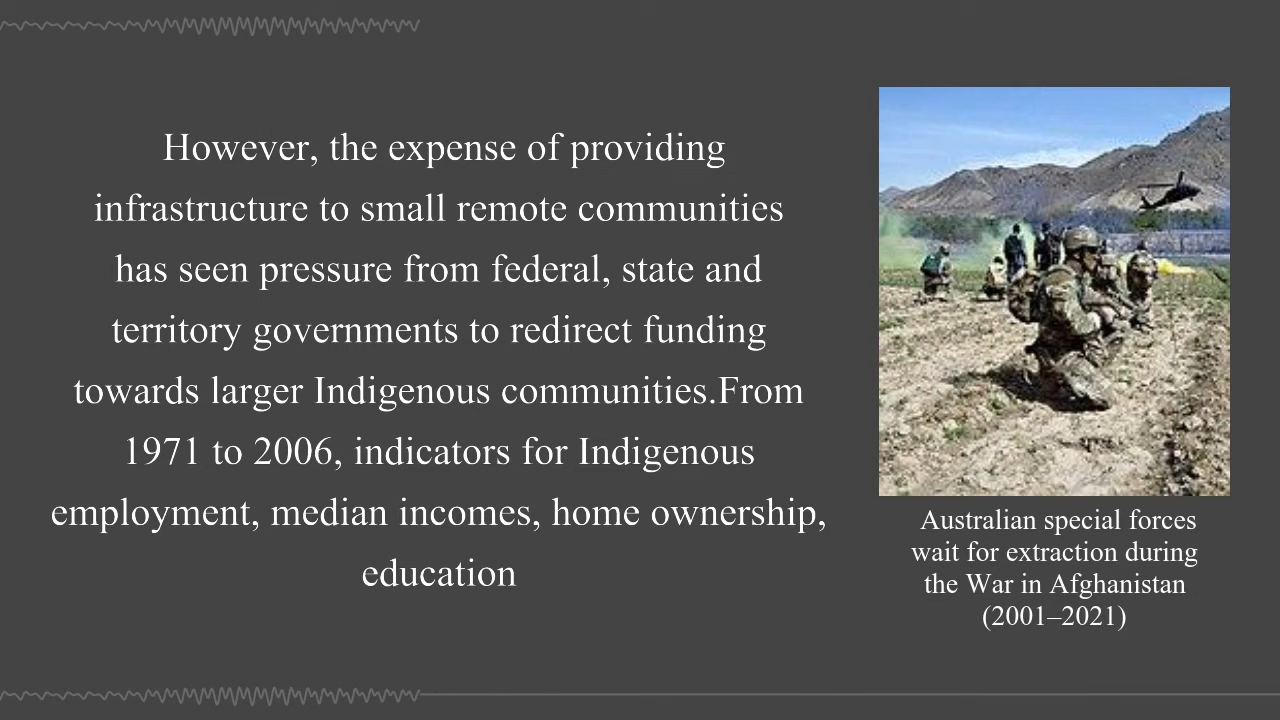 However, the expense of providing
infrastructure to small remote communities
has seen pressure from federal, state and
territory governments to redirect funding
towards larger Indigenous communities.From
1971 to 2006, indicators for Indigenous
employment, median incomes, home ownership,
education
Australian special forces
wait for extraction during
the War in Afghanistan
(2001–2021)